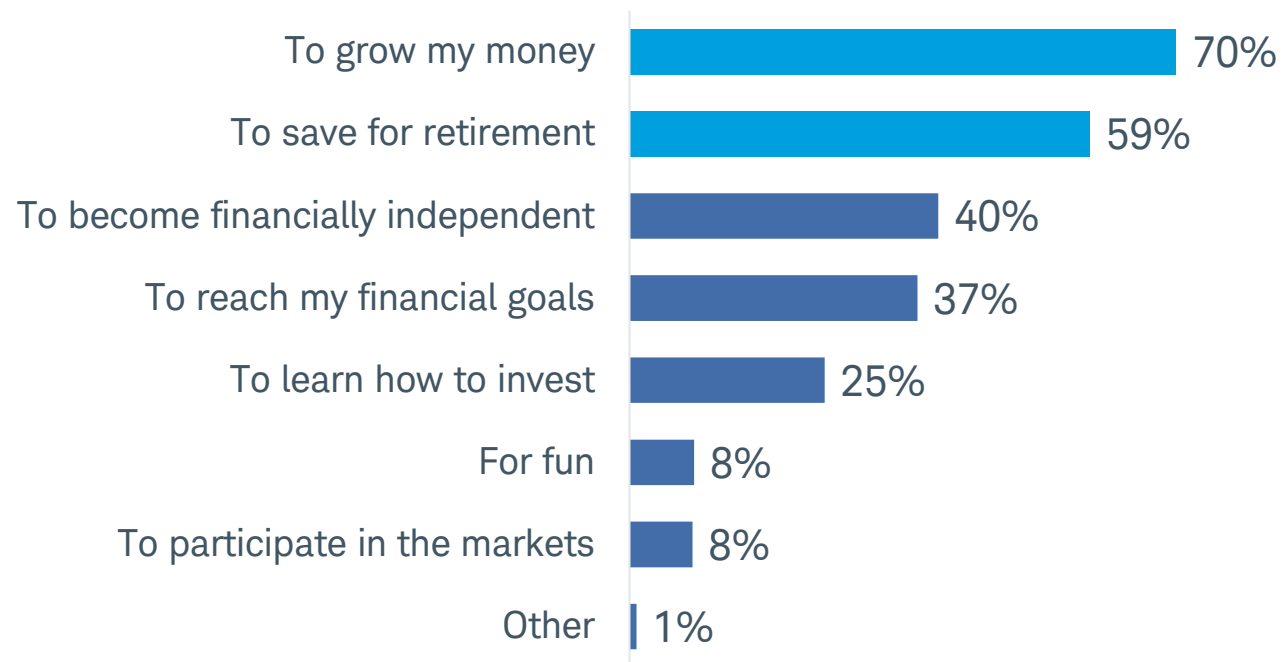 To grow my money 70%
To save for retirement 59%
To become financially independent 40%
To reach my financial goals 37%
To learn how to invest 25%
For fun 8%
To participate in the markets 8%
Other 1%